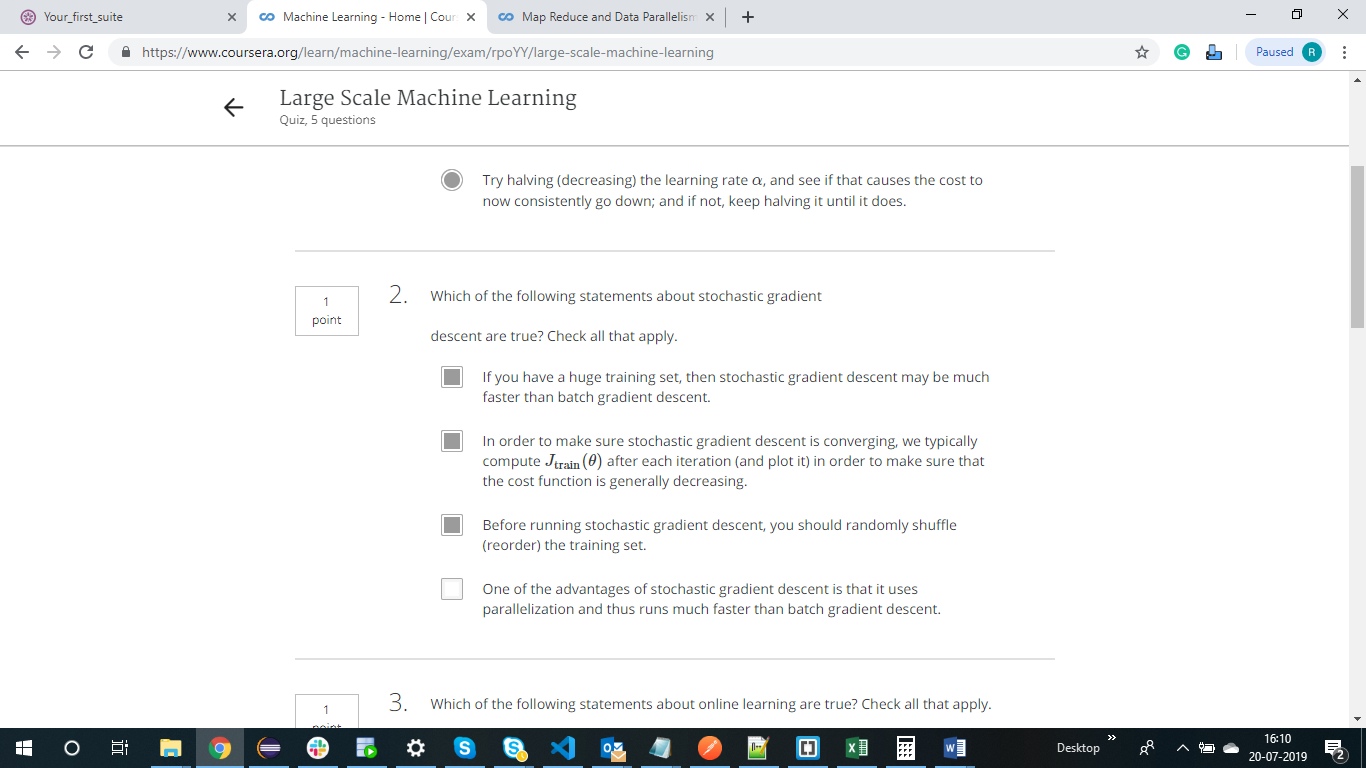 Your_first_suite
Machine Learning - Home | Cour
Map Reduce and Data Parallelism
https://www.coursera.org/learn/machine-learning/exam/rpoYY/large-scale-machine-learning
Paused
R
Large Scale Machine Learning
Quiz, 5 questions
Try halving (decreasing) the learning rate α, and see if that causes the cost to
now consistently go down; and if not, keep halving it until it does.
1
point
2.
Which of the following statements about stochastic gradient
descent are true? Check all that apply.
If you have a huge training set, then stochastic gradient descent may be much
faster than batch gradient descent.
In order to make sure stochastic gradient descent is converging, we typically
compute Jtrain(θ) after each iteration (and plot it) in order to make sure that
the cost function is generally decreasing.
Before running stochastic gradient descent, you should randomly shuffle
(reorder) the training set.
One of the advantages of stochastic gradient descent is that it uses
parallelization and thus runs much faster than batch gradient descent.
1
point
3.
Which of the following statements about online learning are true? Check all that apply.
Desktop
16:10
20-07-2019
2